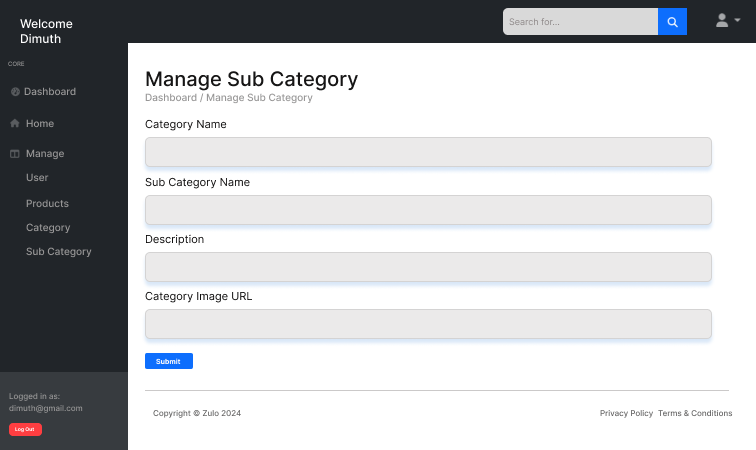 Welcome
Dimuth
Search for...
CORE
Dashboard
Home
Manage
User
Products
Category
Sub Category
Logged in as:
dimuth@gmail.com
Log Out
Manage Sub Category
Dashboard / Manage Sub Category
Category Name
Sub Category Name
Description
Category Image URL
Submit
Copyright © Zulo 2024
Privacy Policy Terms & Conditions